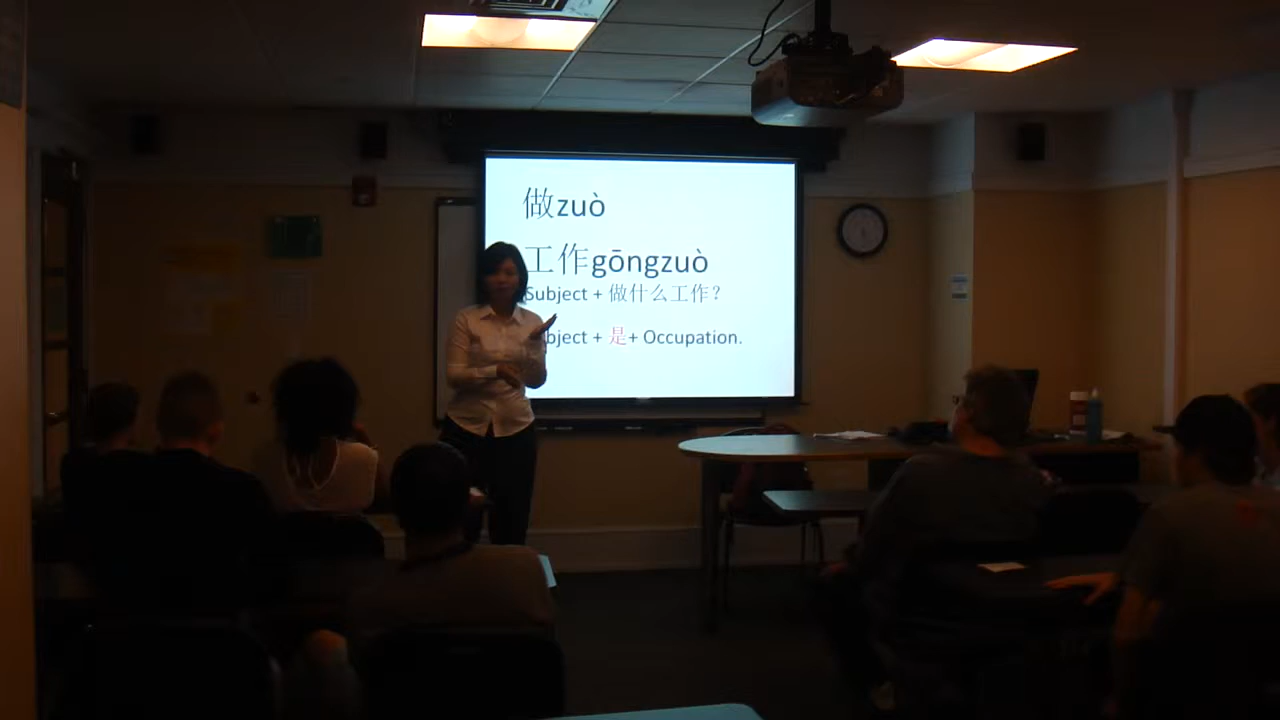 做zuò
工作gōngzuò
Subject + 做什么工作?
bject + 是+ Occupation.